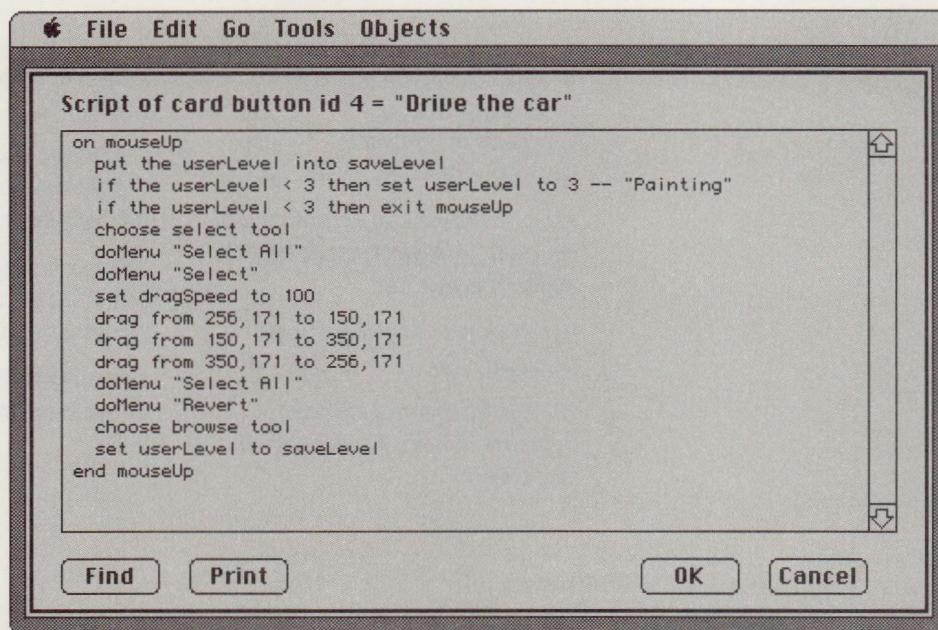 File Edit Go Tools Objects
Script of card button id 4 = "Drive the car"
on mouseUp
  put the userLevel into saveLevel
  if the userLevel < 3 then set userLevel to 3 -- "Painting"
  if the userLevel < 3 then exit mouseUp
  choose select tool
  doMenu "Select All"
  doMenu "Select"
  set dragSpeed to 100
  drag from 256,171 to 150,171
  drag from 150,171 to 350,171
  drag from 350,171 to 256,171
  doMenu "Select All"
  doMenu "Revert"
  choose browse tool
  set userLevel to saveLevel
end mouseUp
Find Print OK Cancel